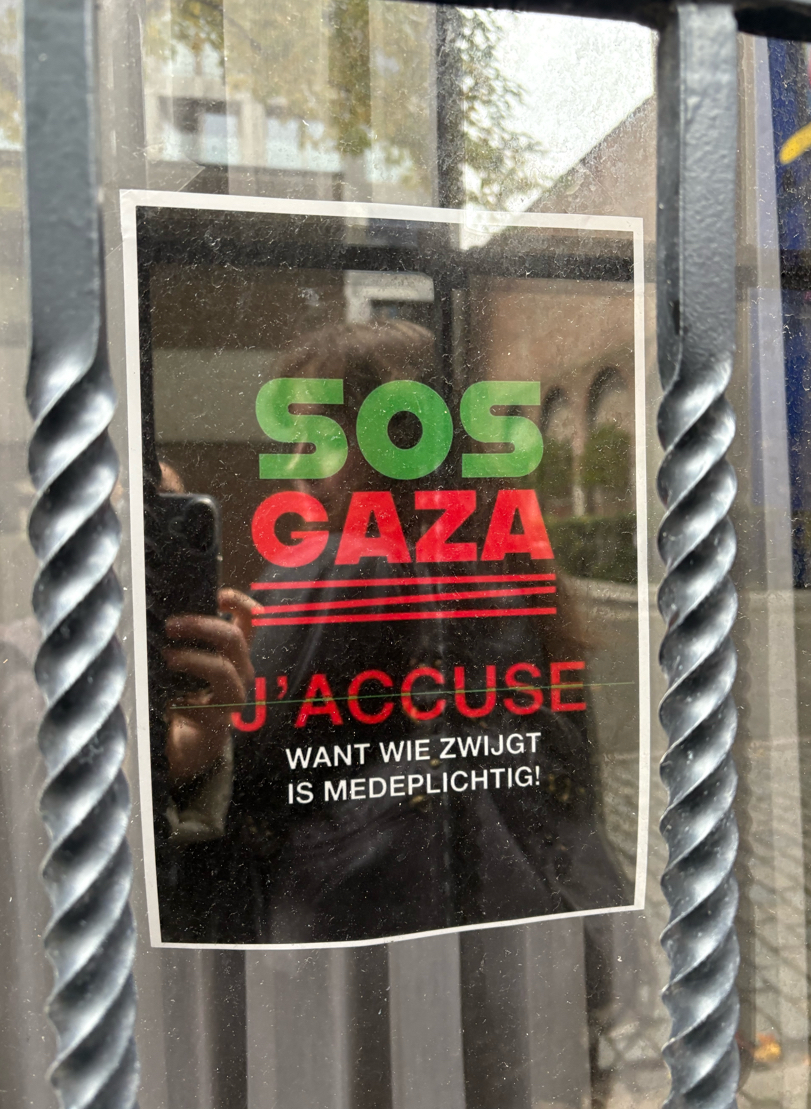 SOS
GAZA
J'ACCUSE
WANT WIE ZWIJGT
IS MEDEPLICHTIG!